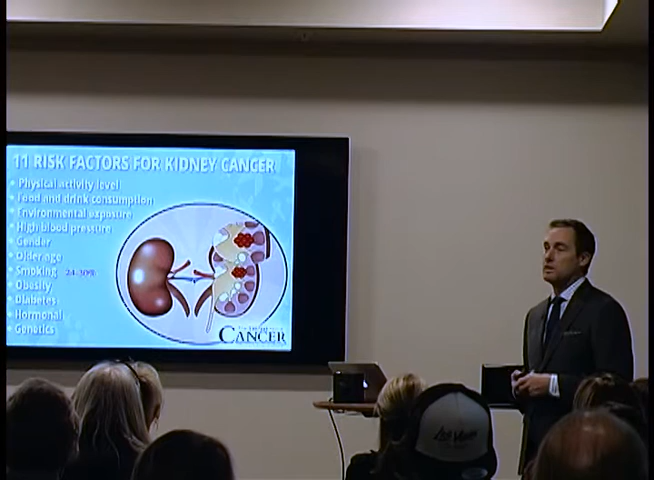 11 RISK FACTORS FOR KIDNEY CANCER
• Physical activity level
• Food and drink consumption
• Environmental exposure
• High blood pressure
• Gender
• Older age
• Smoking 24-30%
• Obesity
• Diabetes
• Hormonal
• Genetics
CANCER